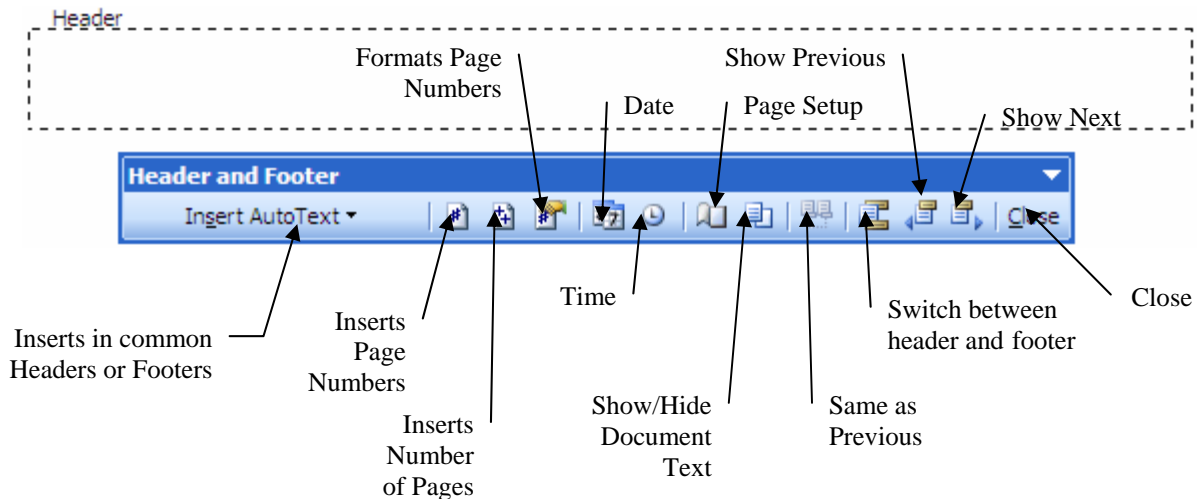 Header
Formats Page
Numbers
Show Previous
Date
Page Setup
Show Next
Header and Footer
Insert AutoText
Close
Inserts in common
Headers or Footers
Inserts
Page
Numbers
Inserts
Number
of Pages
Time
Show/Hide
Document
Text
Same as
Previous
Switch between
header and footer
Close